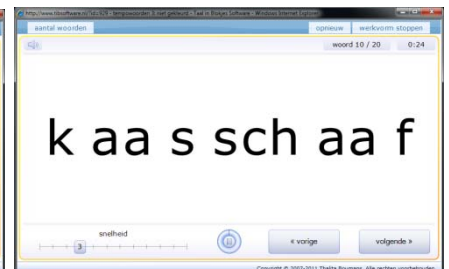 aantal woorden opnieuw werkvorm stoppen
woord 10 / 20 0:24
k aa s sch aa f
snelheid
3
« vorige volgende »